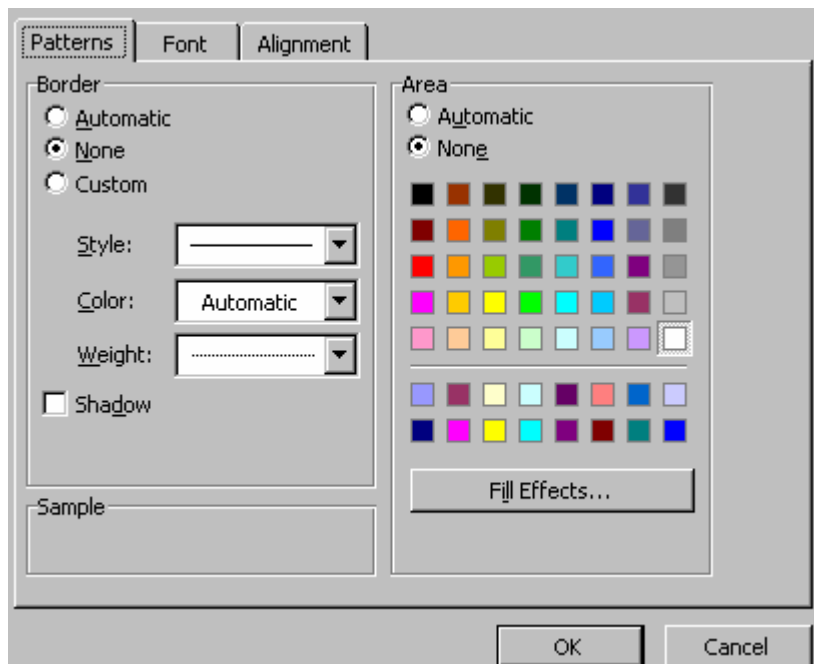 Patterns Font Alignment
Border
Automatic
None
Custom
Style:
Color: Automatic
Weight:
Shadow
Sample
Area
Automatic
None
Fill Effects...
OK Cancel